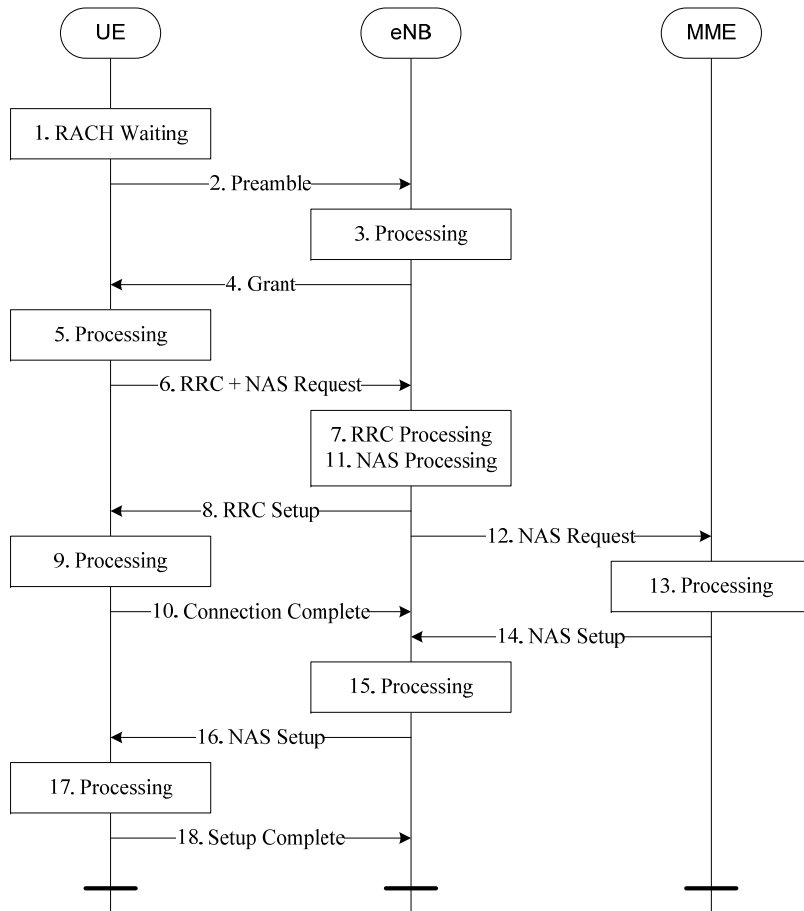 UE
eNB
MME
1. RACH Waiting
2. Preamble
3. Processing
4. Grant
5. Processing
6. RRC + NAS Request
7. RRC Processing
11. NAS Processing
8. RRC Setup
12. NAS Request
9. Processing
13. Processing
10. Connection Complete
14. NAS Setup
15. Processing
16. NAS Setup
17. Processing
18. Setup Complete